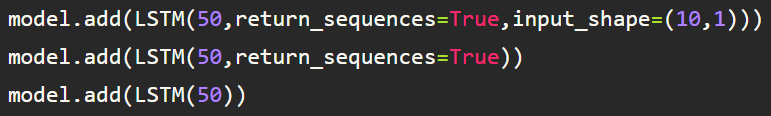 model.add(LSTM(50,return_sequences=True,input_shape=(10,1)))
model.add(LSTM(50,return_sequences=True))
model.add(LSTM(50))